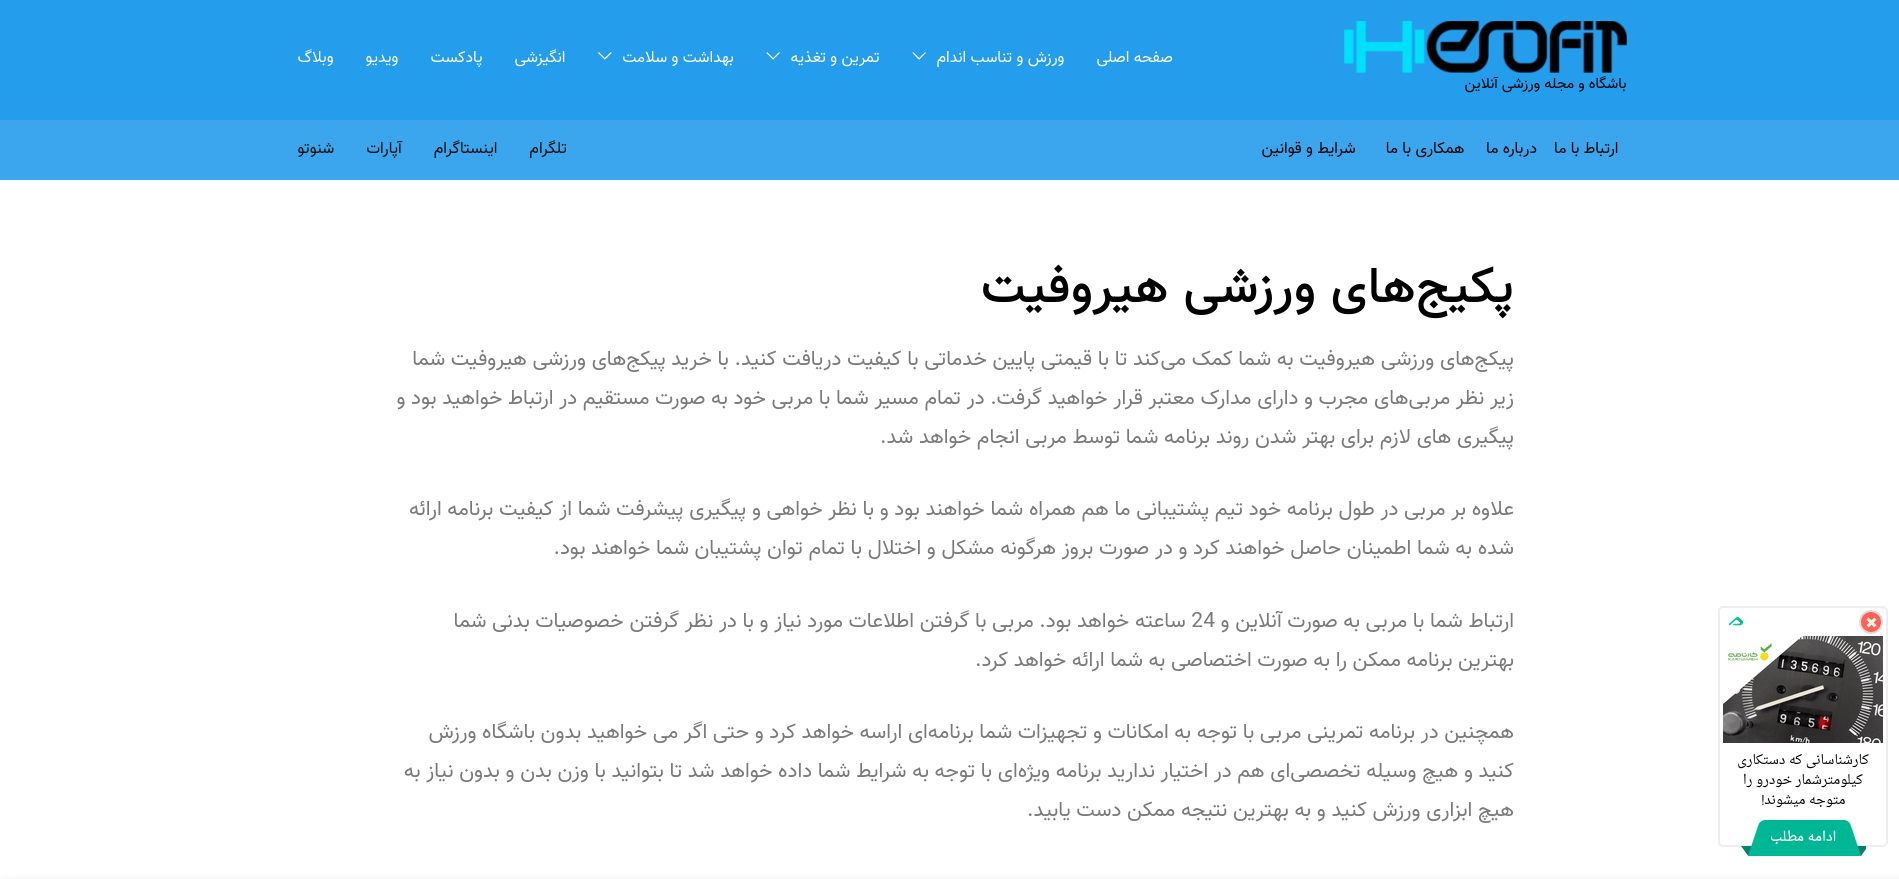 HEROFIT
باشگاه و مجله ورزشی آنلاین
صفحه اصلی
ورزش و تناسب اندام
تمرین و تغذیه
بهداشت و سلامت
انگیزشی
پادکست
ویدیو
وبلاگ
ارتباط با ما
درباره ما
همکاری با ما
شرایط و قوانین
تلگرام
اینستاگرام
آپارات
شنوتو
پکیج‌های ورزشی هیروفیت
پیکج‌های ورزشی هیروفیت به شما کمک می‌کند تا با قیمتی پایین خدماتی با کیفیت دریافت کنید. با خرید پیکج‌های ورزشی هیروفیت شما
زیر نظر مربی‌های مجرب و دارای مدارک معتبر قرار خواهید گرفت. در تمام مسیر شما با مربی خود به صورت مستقیم در ارتباط خواهید بود و
پیگیری های لازم برای بهتر شدن روند برنامه شما توسط مربی انجام خواهد شد.
علاوه بر مربی در طول برنامه خود تیم پشتیبانی ما هم همراه شما خواهند بود و با نظر خواهی و پیگیری پیشرفت شما از کیفیت برنامه ارائه
شده به شما اطمینان حاصل خواهند کرد و در صورت بروز هرگونه مشکل و اختلال با تمام توان پشتیبان شما خواهند بود.
ارتباط شما با مربی به صورت آنلاین و 24 ساعته خواهد بود. مربی با گرفتن اطلاعات مورد نیاز و با در نظر گرفتن خصوصیات بدنی شما
بهترین برنامه ممکن را به صورت اختصاصی به شما ارائه خواهد کرد.
همچنین در برنامه تمرینی مربی با توجه به امکانات و تجهیزات شما برنامه‌ای اراسه خواهد کرد و حتی اگر می خواهید بدون باشگاه ورزش
کنید و هیچ وسیله تخصصی‌ای هم در اختیار ندارید برنامه ویژه‌ای با توجه به شرایط شما داده خواهد شد تا بتوانید با وزن بدن و بدون نیاز به
هیچ ابزاری ورزش کنید و به بهترین نتیجه ممکن دست یابید.
120
135696
9655
km/h
کارشناسانی که دستکاری
کیلومترشمار خودرو را
متوجه میشوند!
ادامه مطلب